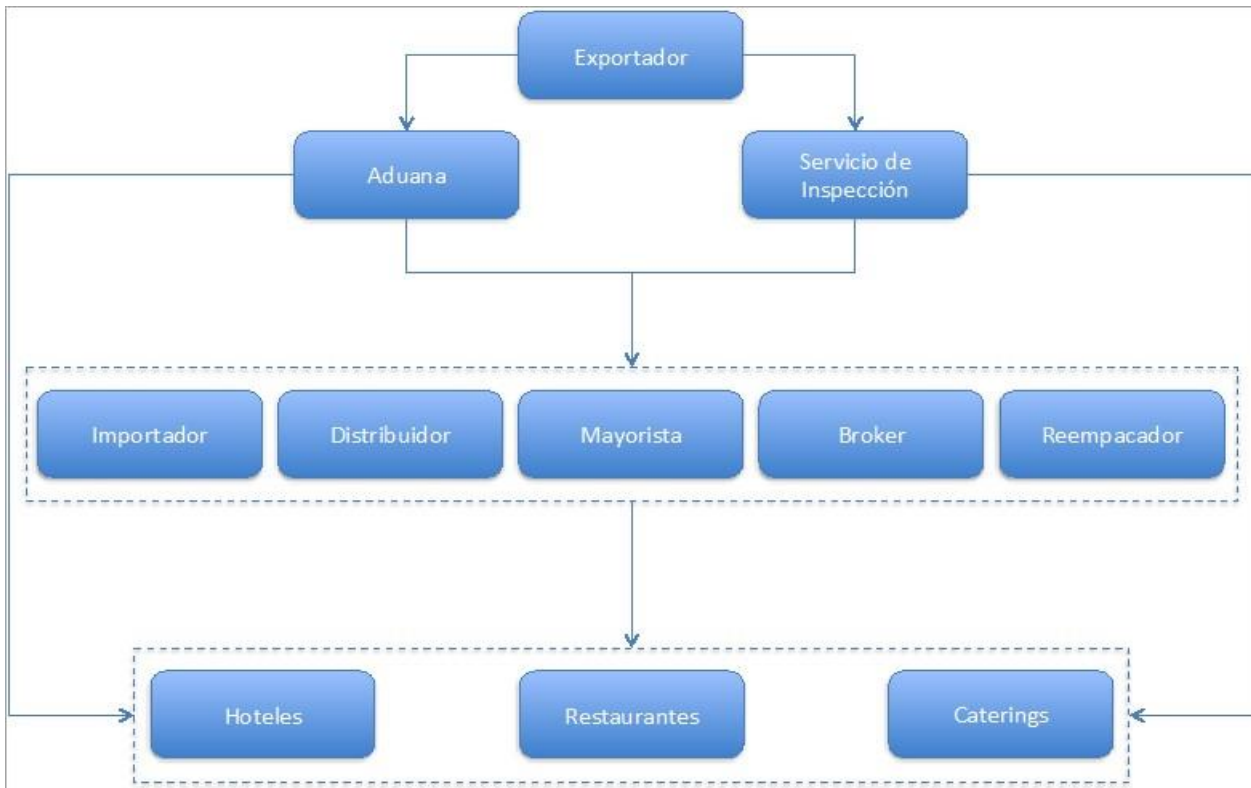 Exportador
Aduana
Servicio de
Inspección
Importador
Distribuidor
Mayorista
Broker
Reempacador
Hoteles
Restaurantes
Caterings